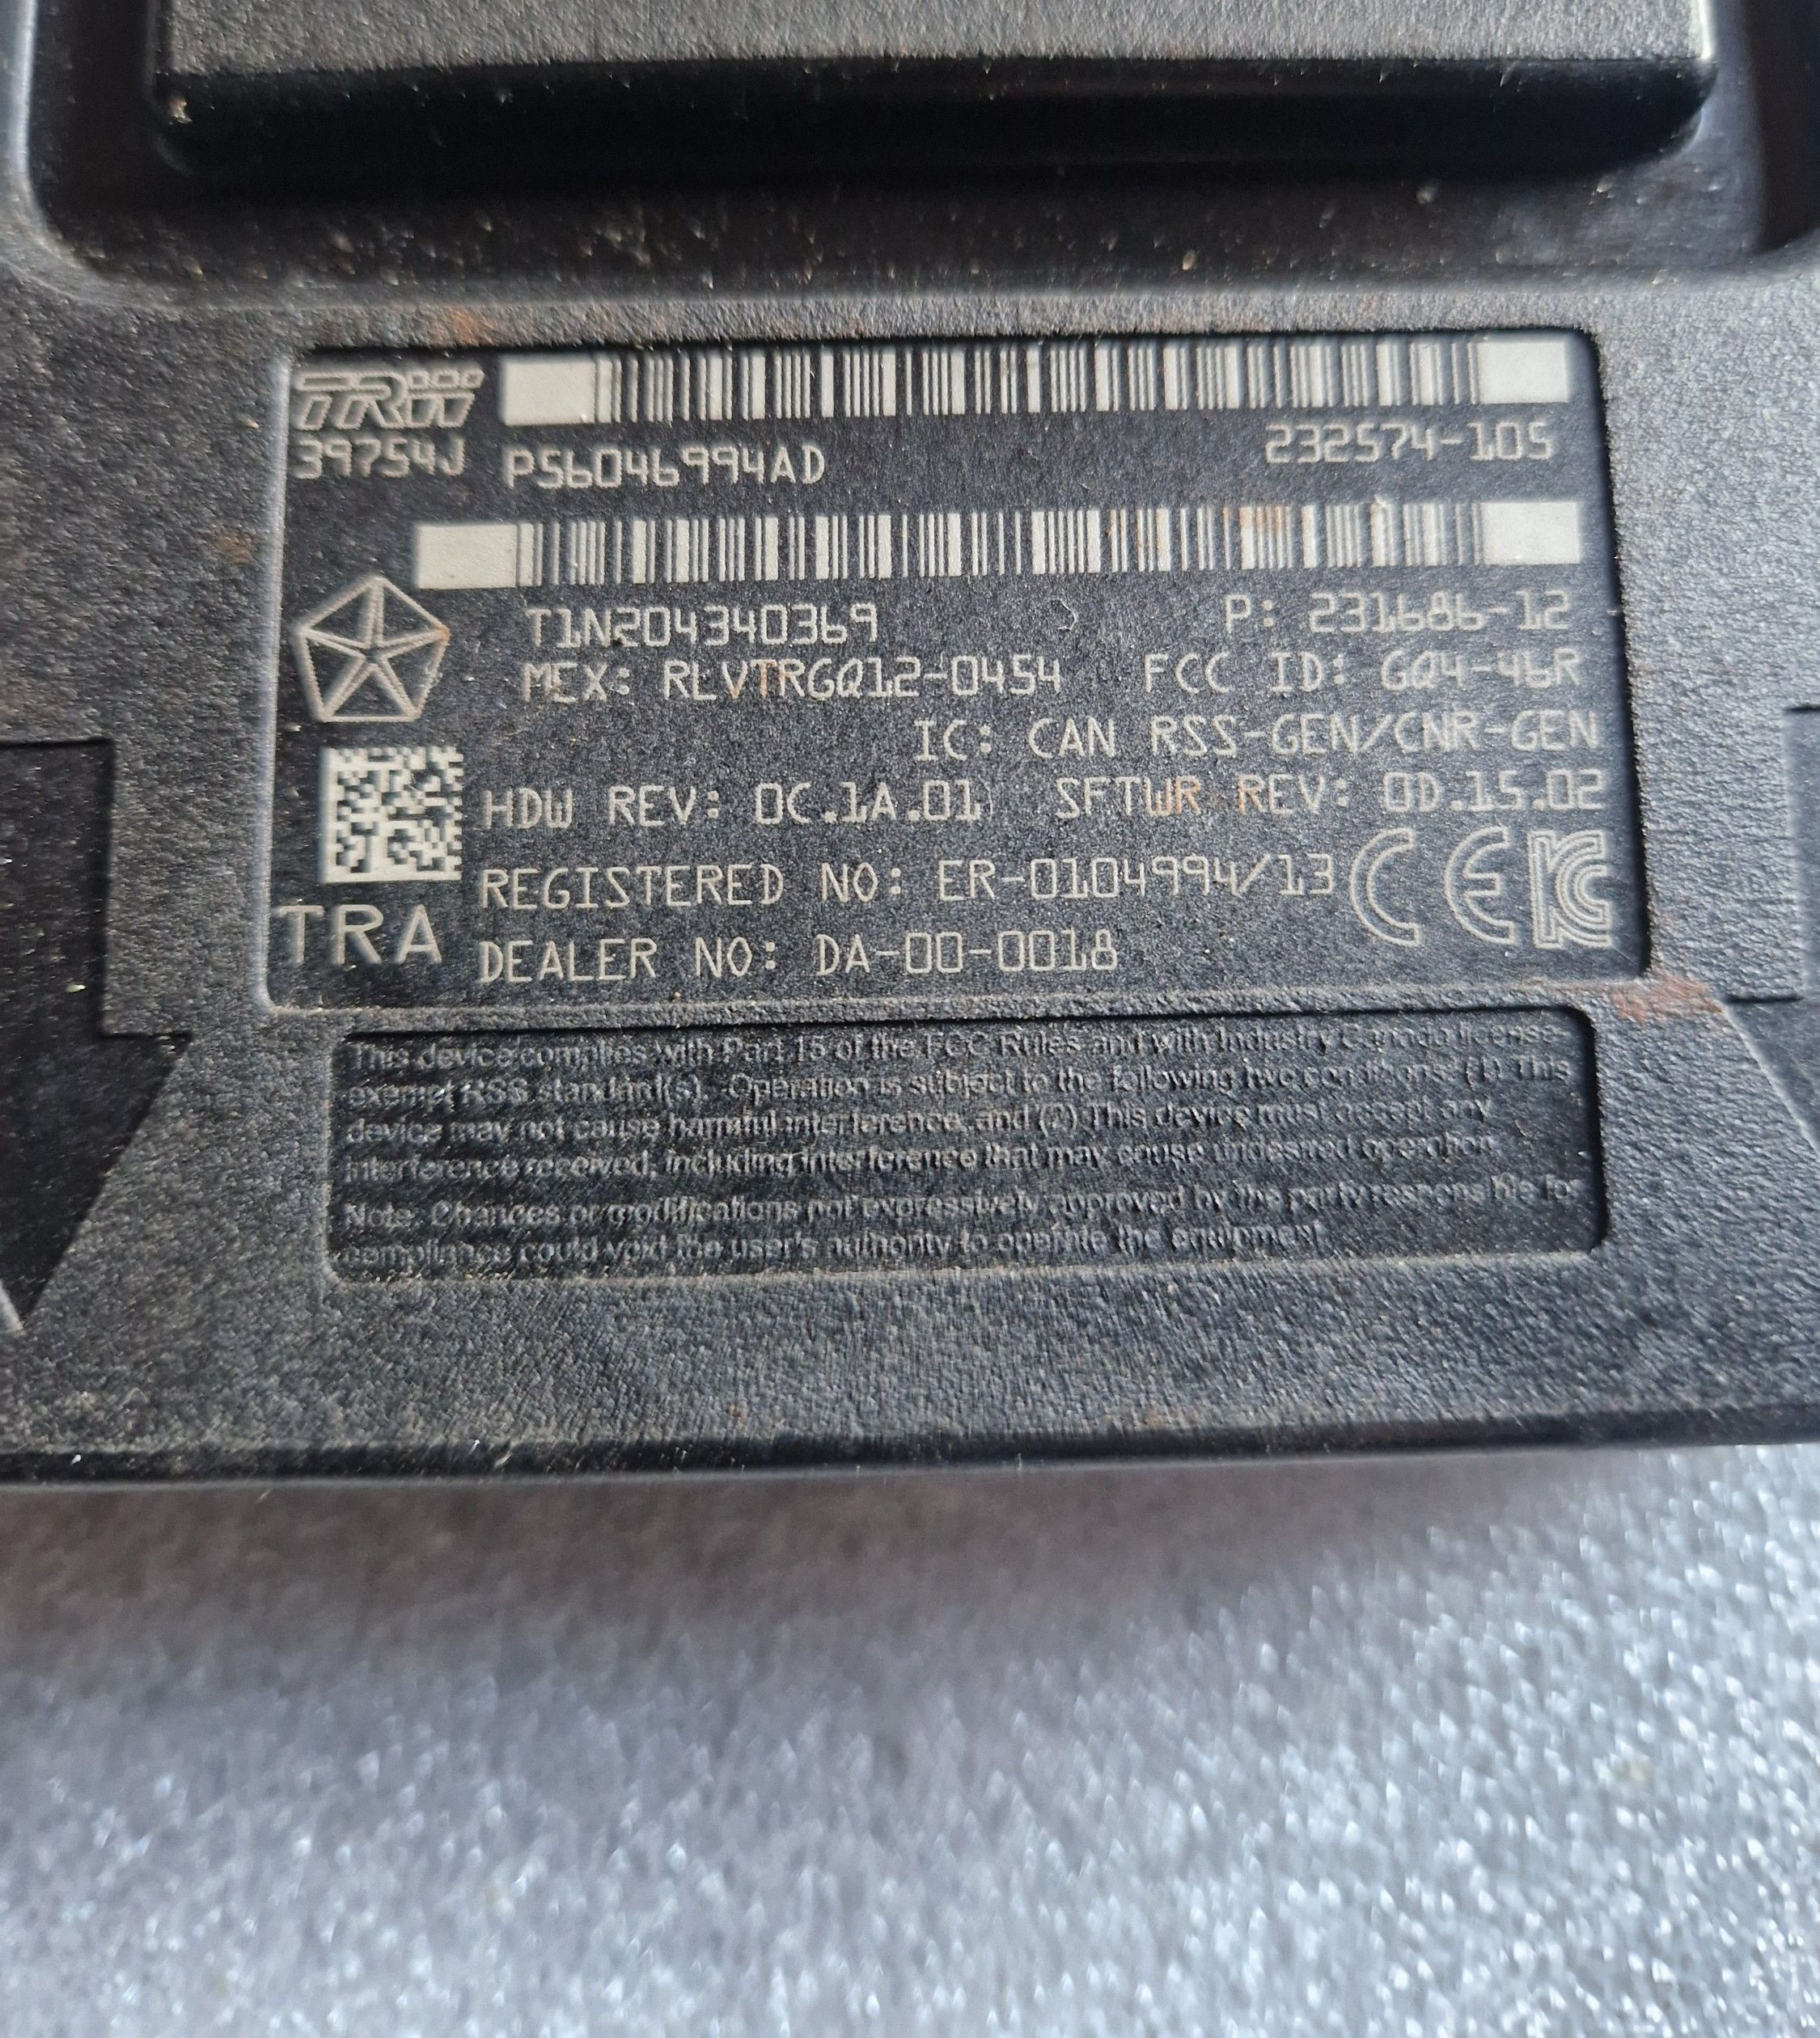 TRW
39754J
P56046994AD
232574-105
T1N204340369
P: 231686-12
MEX: RLVTRGQ12-0454 FCC ID: GQ4-46R
IC: CAN RSS-GEN/CNR-GEN
HDW REV: 0C.1A.01 SFTWR REV: 0D.15.02
REGISTERED NO: ER-0104994/13 CE
TRA
DEALER NO: DA-00-0018
This device complies with Part 15 of the FCC Rules and with Industry Canada license-
exempt RSS standard(s). Operation is subject to the following two conditions: (1) This
device may not cause harmful interference, and (2) This device must accept any
interference received, including interference that may cause undesired operation.
Note: Changes or modifications not expressively approved by the party responsible for
compliance could void the user's authority to operate the equipment.